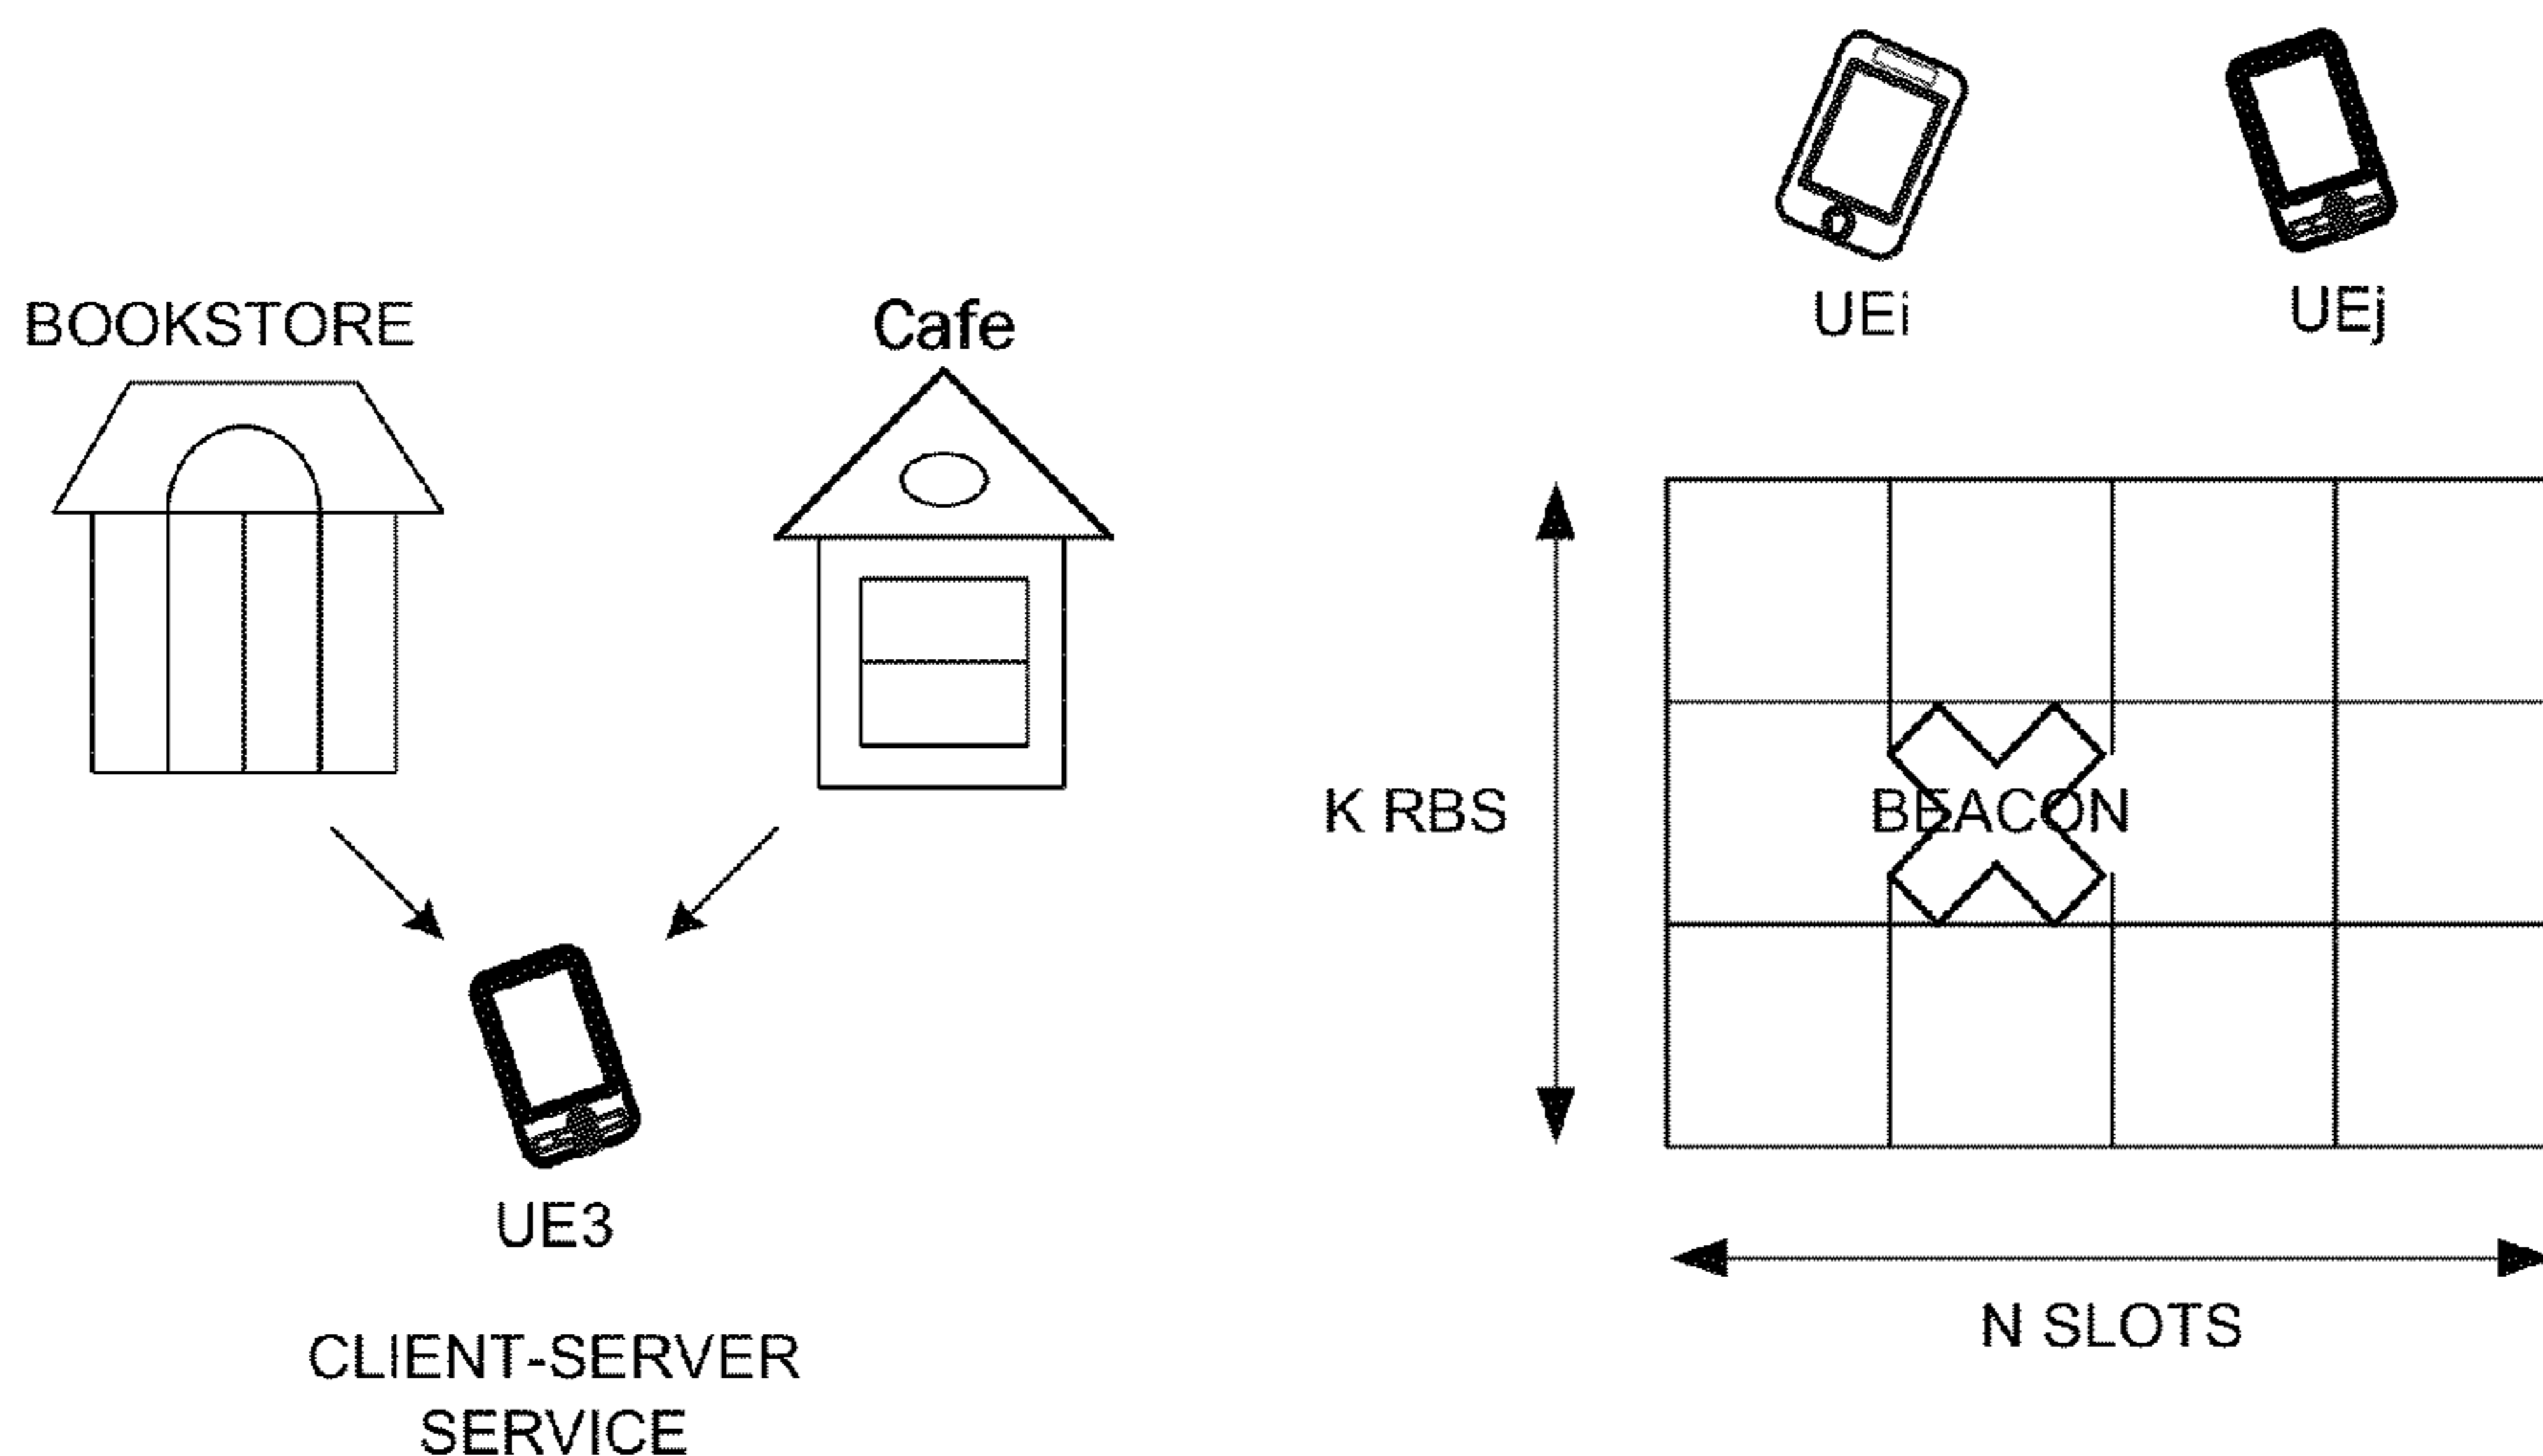 BOOKSTORE
Cafe
UE3
CLIENT-SERVER
SERVICE
UEi
UEj
K RBS
BEACON
N SLOTS